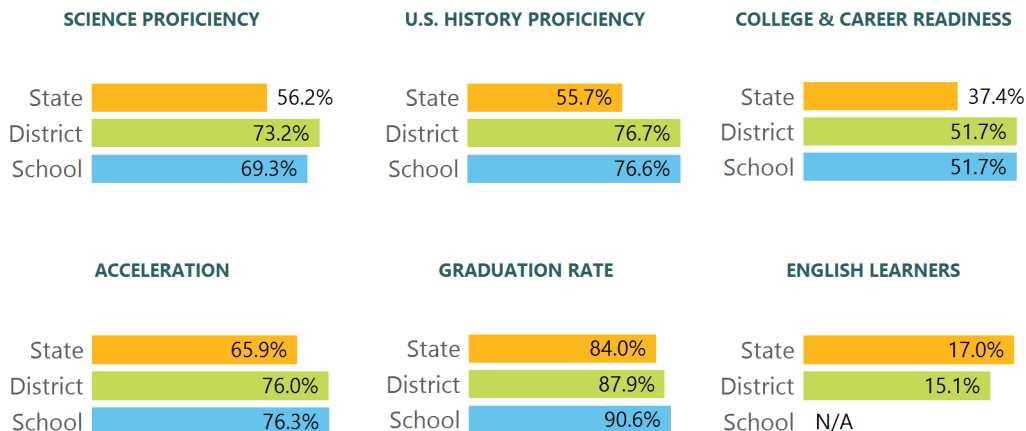 SCIENCE PROFICIENCY
State 56.2%
District 73.2%
School 69.3%
U.S. HISTORY PROFICIENCY
State 55.7%
District 76.7%
School 76.6%
COLLEGE & CAREER READINESS
State 37.4%
District 51.7%
School 51.7%
ACCELERATION
State 65.9%
District 76.0%
School 76.3%
GRADUATION RATE
State 84.0%
District 87.9%
School 90.6%
ENGLISH LEARNERS
State 17.0%
District 15.1%
School N/A